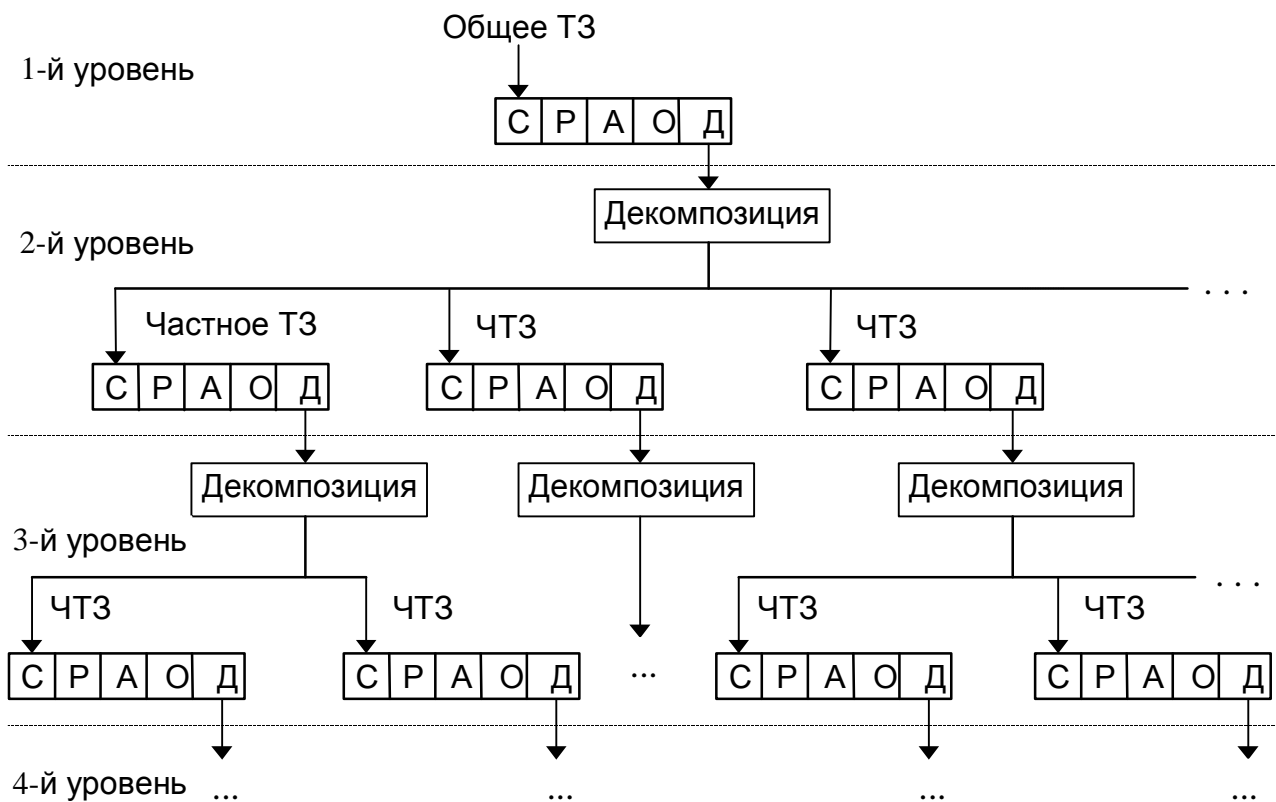 Общее ТЗ
1-й уровень
С Р А О Д
Декомпозиция
2-й уровень
. . .
Частное ТЗ ЧТЗ ЧТЗ
С Р А О Д С Р А О Д С Р А О Д
Декомпозиция Декомпозиция Декомпозиция
3-й уровень
. . .
ЧТЗ ЧТЗ ЧТЗ ЧТЗ
С Р А О Д С Р А О Д ... С Р А О Д С Р А О Д
4-й уровень ... ... ... ...